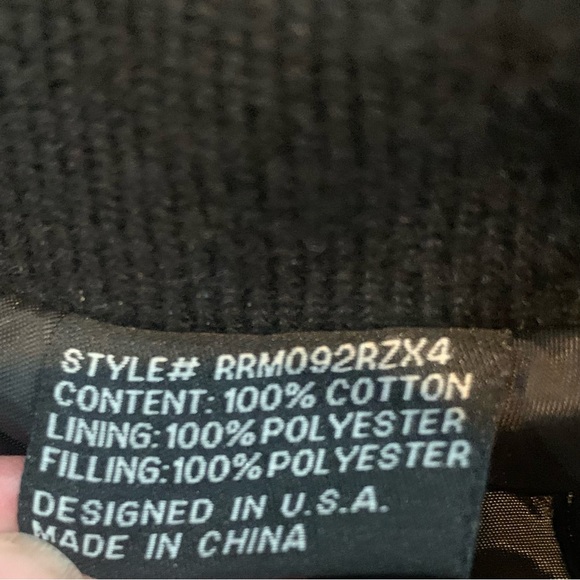 STYLE# RRM092RZX4
CONTENT: 100% COTTON
LINING: 100% POLYESTER
FILLING: 100% POLYESTER
DESIGNED IN U.S.A.
MADE IN CHINA